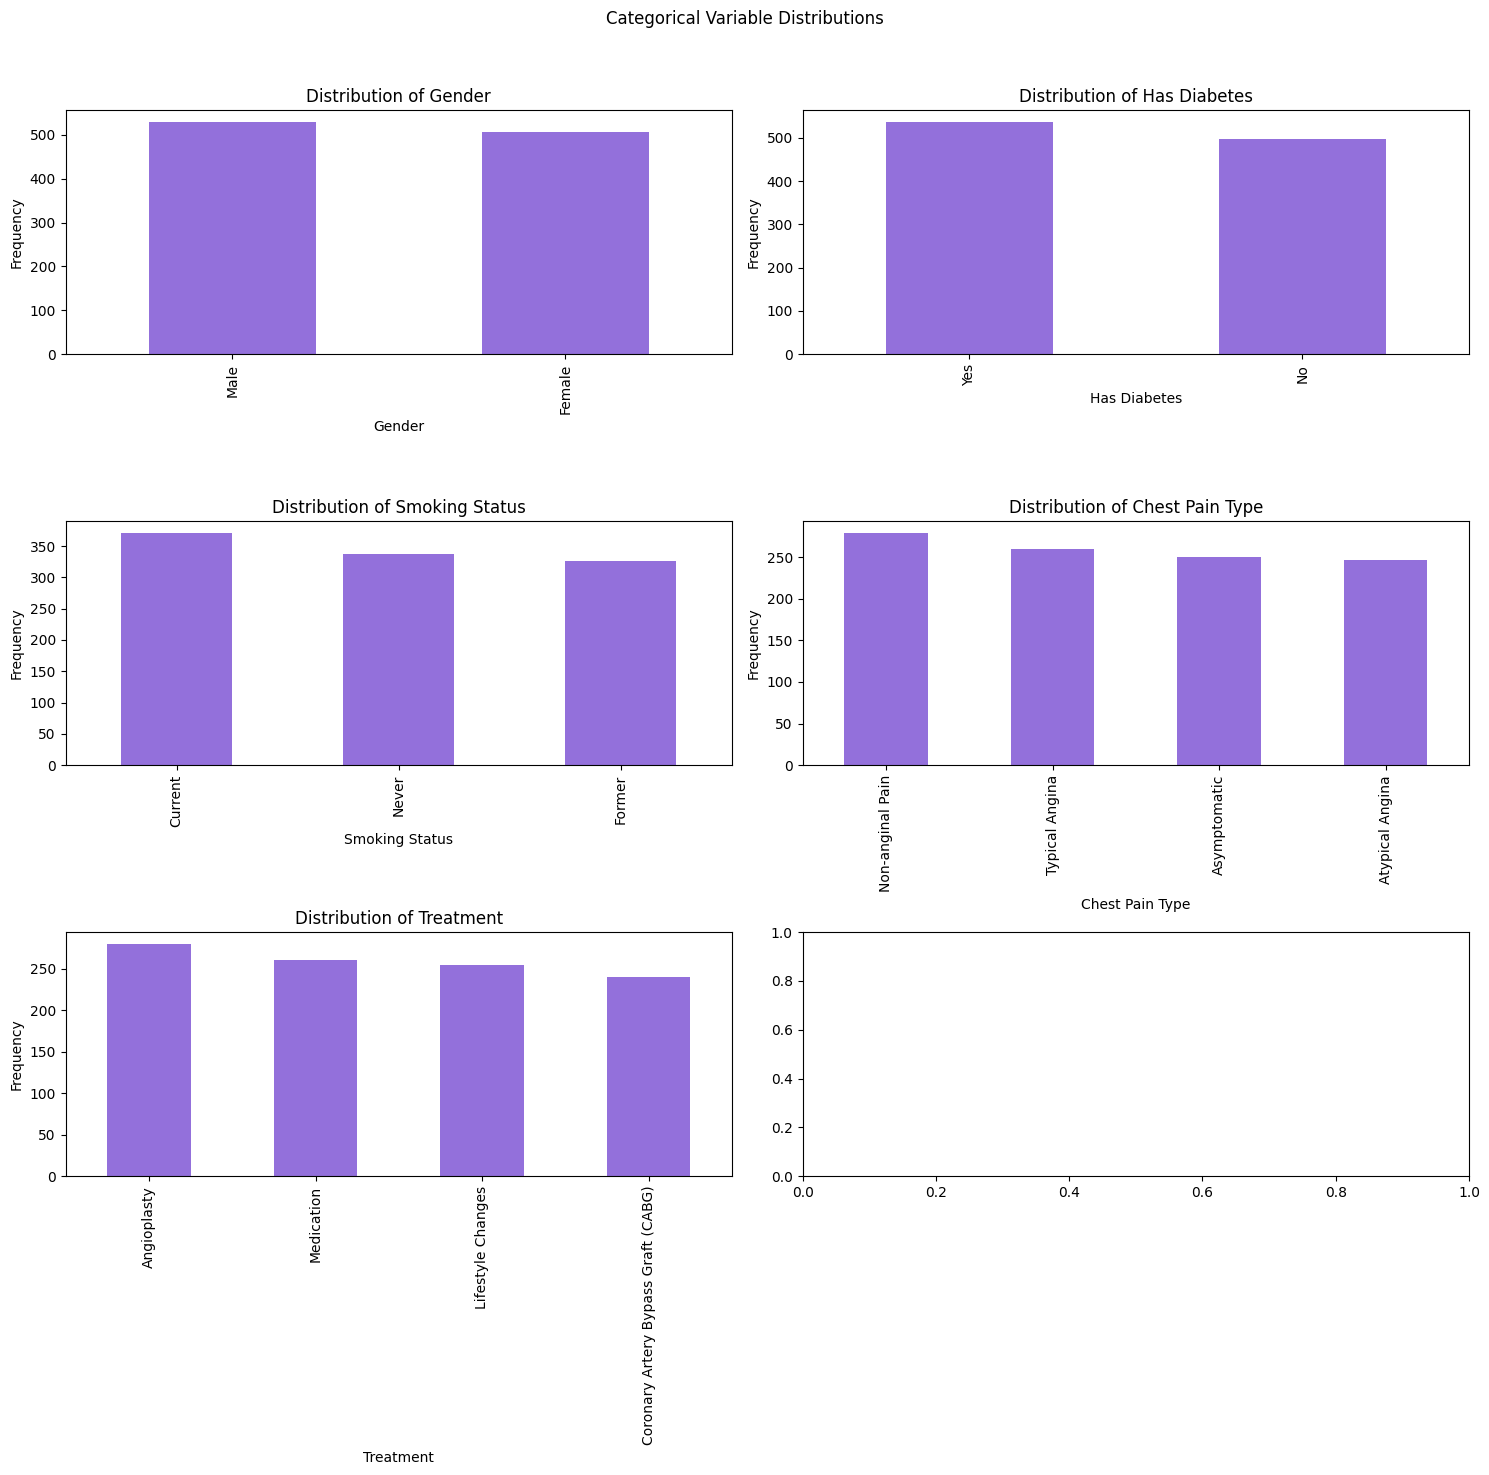 Categorical Variable Distributions
Distribution of Gender
Frequency
500
400
300
200
100
0
Male
Female
Gender
Distribution of Has Diabetes
Frequency
500
400
300
200
100
0
Yes
No
Has Diabetes
Distribution of Smoking Status
Frequency
350
300
250
200
150
100
50
0
Current
Never
Former
Smoking Status
Distribution of Chest Pain Type
Frequency
250
200
150
100
50
0
Non-anginal Pain
Typical Angina
Asymptomatic
Atypical Angina
Chest Pain Type
Distribution of Treatment
Frequency
250
200
150
100
50
0
Angioplasty
Medication
Lifestyle Changes
Coronary Artery Bypass Graft (CABG)
Treatment
1.0
0.8
0.6
0.4
0.2
0.0
0.0 0.2 0.4 0.6 0.8 1.0